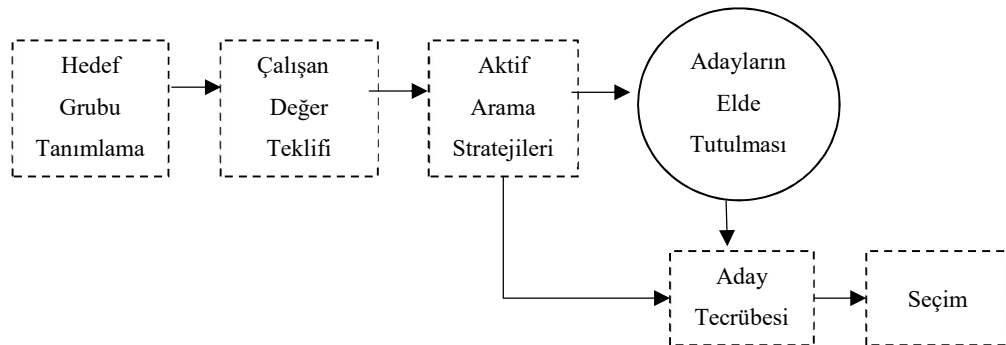 Hedef
Grubu
Tanımlama
Çalışan
Değer
Teklifi
Aktif
Arama
Stratejileri
Adayların
Elde
Tutulması
Aday
Tecrübesi
Seçim